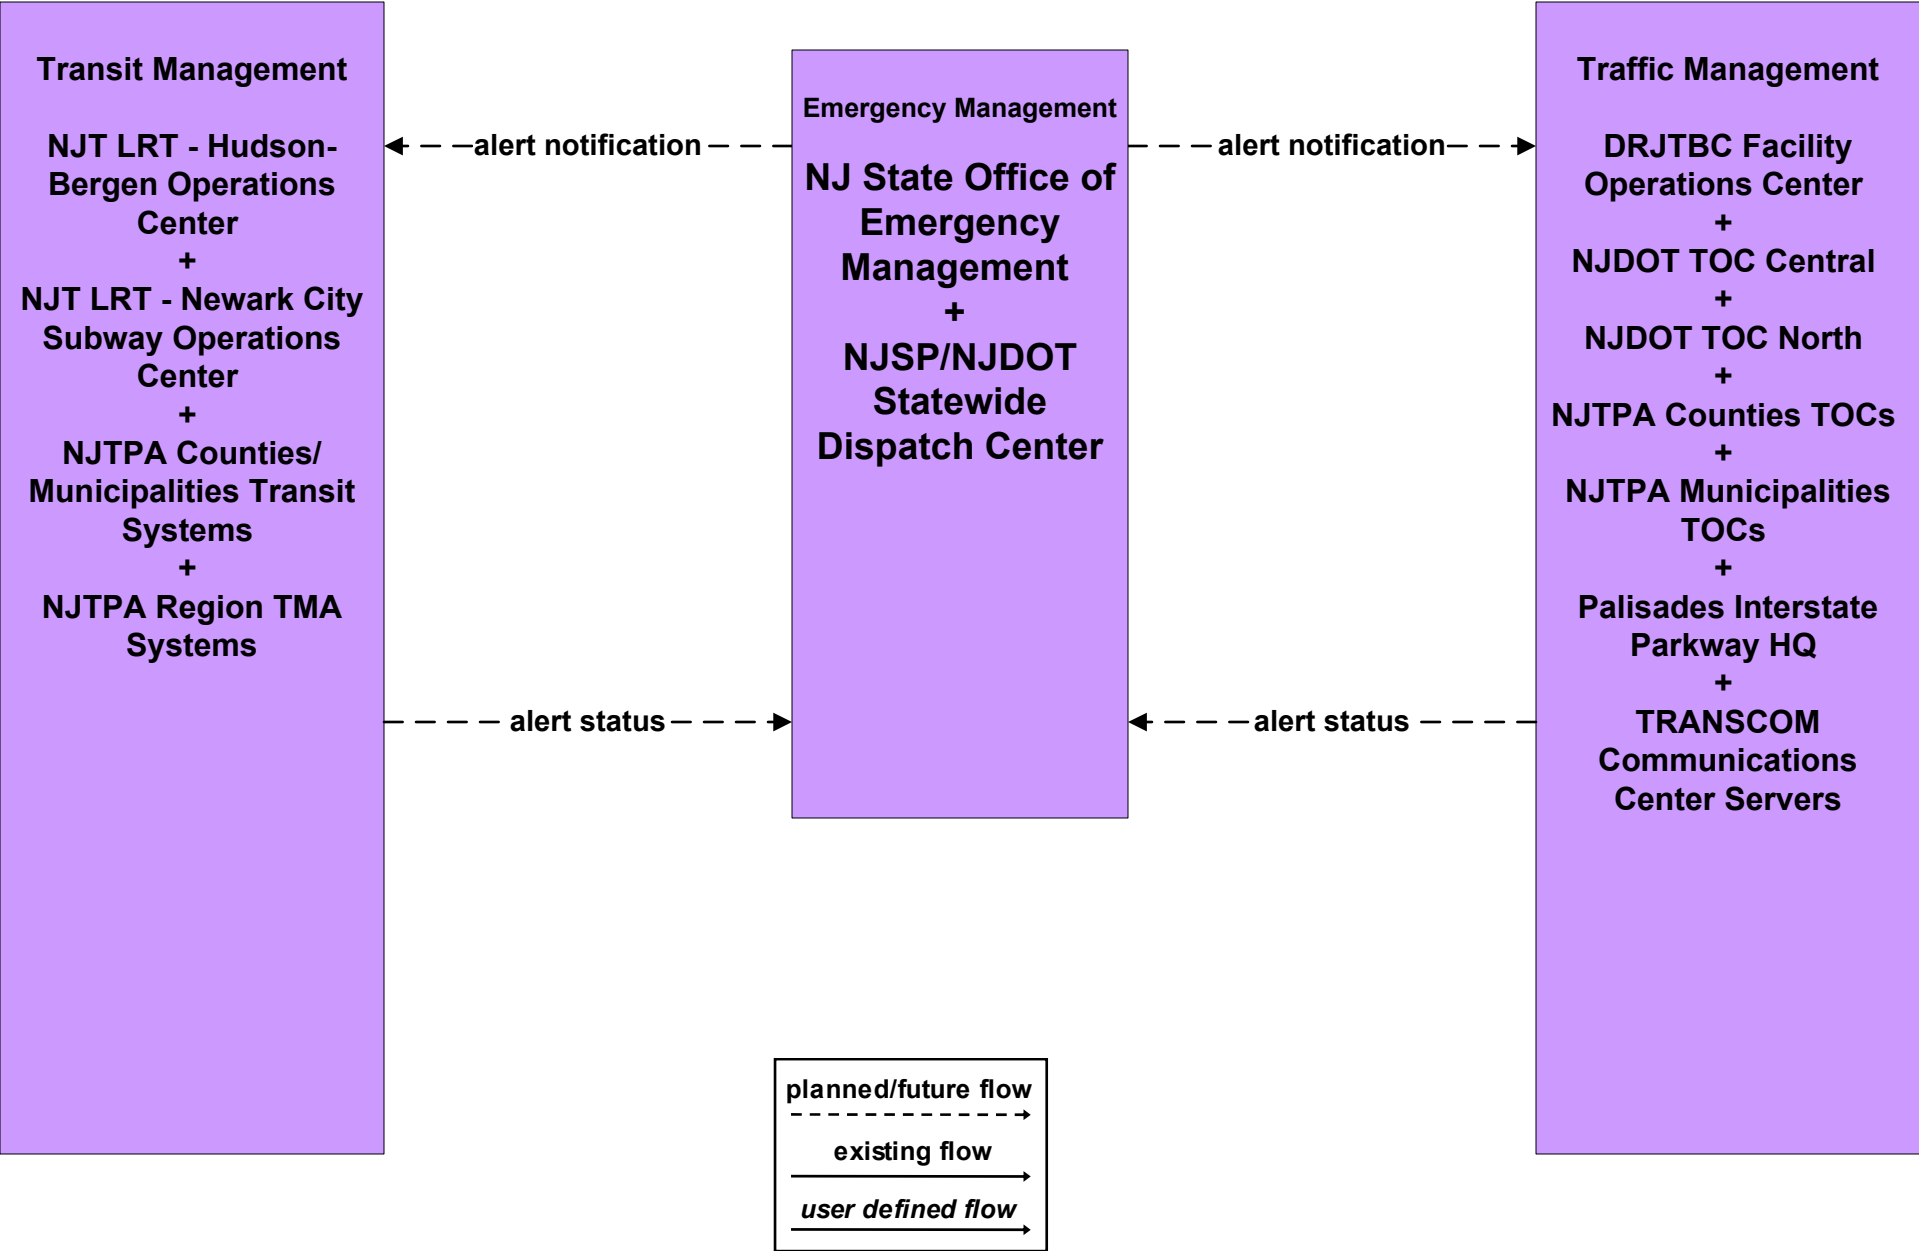 Transit Management
NJT LRT - Hudson-
Bergen Operations
Center
+
NJT LRT - Newark City
Subway Operations
Center
+
NJTPA Counties/
Municipalities Transit
Systems
+
NJTPA Region TMA
Systems
alert notification
alert status
Emergency Management
NJ State Office of
Emergency
Management
+
NJSP/NJDOT
Statewide
Dispatch Center
alert notification
alert status
Traffic Management
DRJTBC Facility
Operations Center
+
NJDOT TOC Central
+
NJDOT TOC North
+
NJTPA Counties TOCs
+
NJTPA Municipalities
TOCs
+
Palisades Interstate
Parkway HQ
+
TRANSCOM
Communications
Center Servers
planned/future flow
existing flow
user defined flow